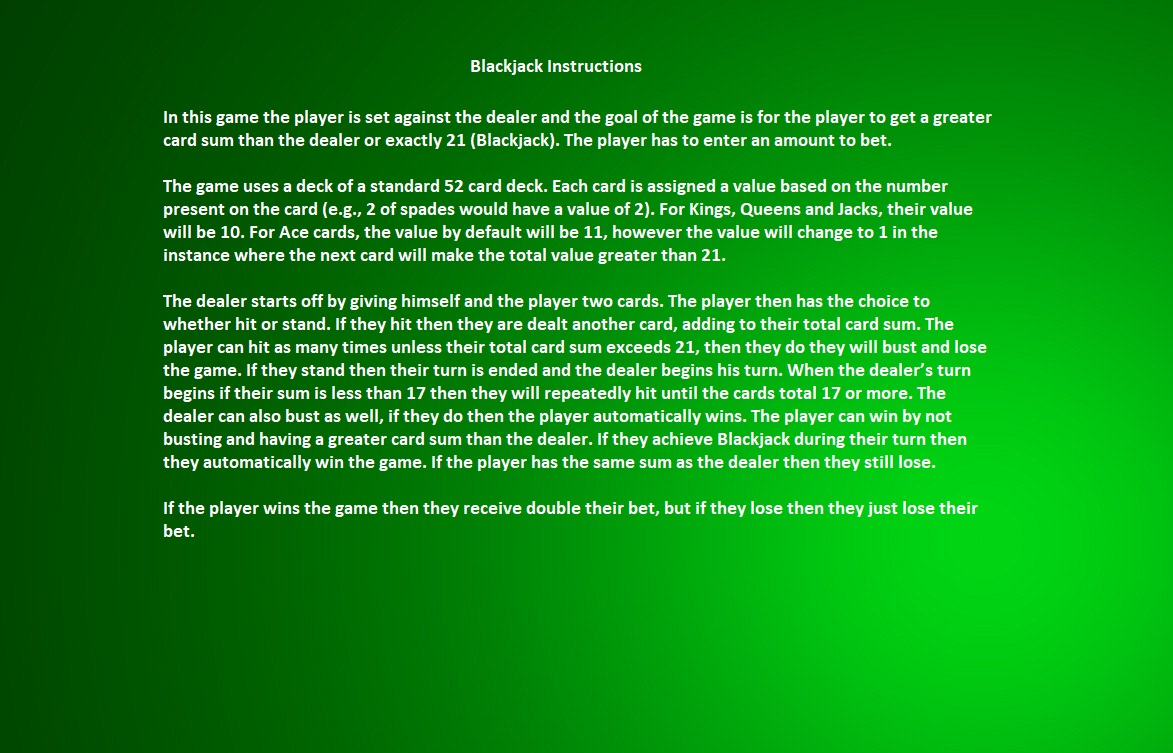 Blackjack Instructions
In this game the player is set against the dealer and the goal of the game is for the player to get a greater
card sum than the dealer or exactly 21 (Blackjack). The player has to enter an amount to bet.
The game uses a deck of a standard 52 card deck. Each card is assigned a value based on the number
present on the card (e.g., 2 of spades would have a value of 2). For Kings, Queens and Jacks, their value
will be 10. For Ace cards, the value by default will be 11, however the value will change to 1 in the
instance where the next card will make the total value greater than 21.
The dealer starts off by giving himself and the player two cards. The player then has the choice to
whether hit or stand. If they hit then they are dealt another card, adding to their total card sum. The
player can hit as many times unless their total card sum exceeds 21, then they do they will bust and lose
the game. If they stand then their turn is ended and the dealer begins his turn. When the dealer’s turn
begins if their sum is less than 17 then they will repeatedly hit until the cards total 17 or more. The
dealer can also bust as well, if they do then the player automatically wins. The player can win by not
busting and having a greater card sum than the dealer. If they achieve Blackjack during their turn then
they automatically win the game. If the player has the same sum as the dealer then they still lose.
If the player wins the game then they receive double their bet, but if they lose then they just lose their
bet.